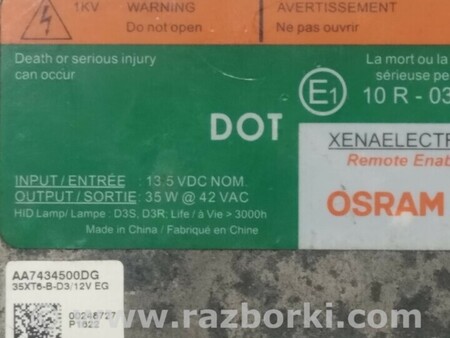 1KV WARNING AVERTISSEMENT
Do not open Ne pas ouvrir
Death or serious injury
can occur
La mort ou la
sérieuse pe
E1
10 R - 03
DOT
XENAELECTR
Remote Enab
OSRAM
INPUT / ENTRÉE : 13.5 VDC NOM.
OUTPUT / SORTIE: 35 W @ 42 VAC
HID Lamp/ Lampe : D3S, D3R, Life / à Vie > 3000h
Made in China / Fabriqué en Chine
AA7434500DG
35XT6-B-D3/12V EG
00248727
P1822
www.razborki.com